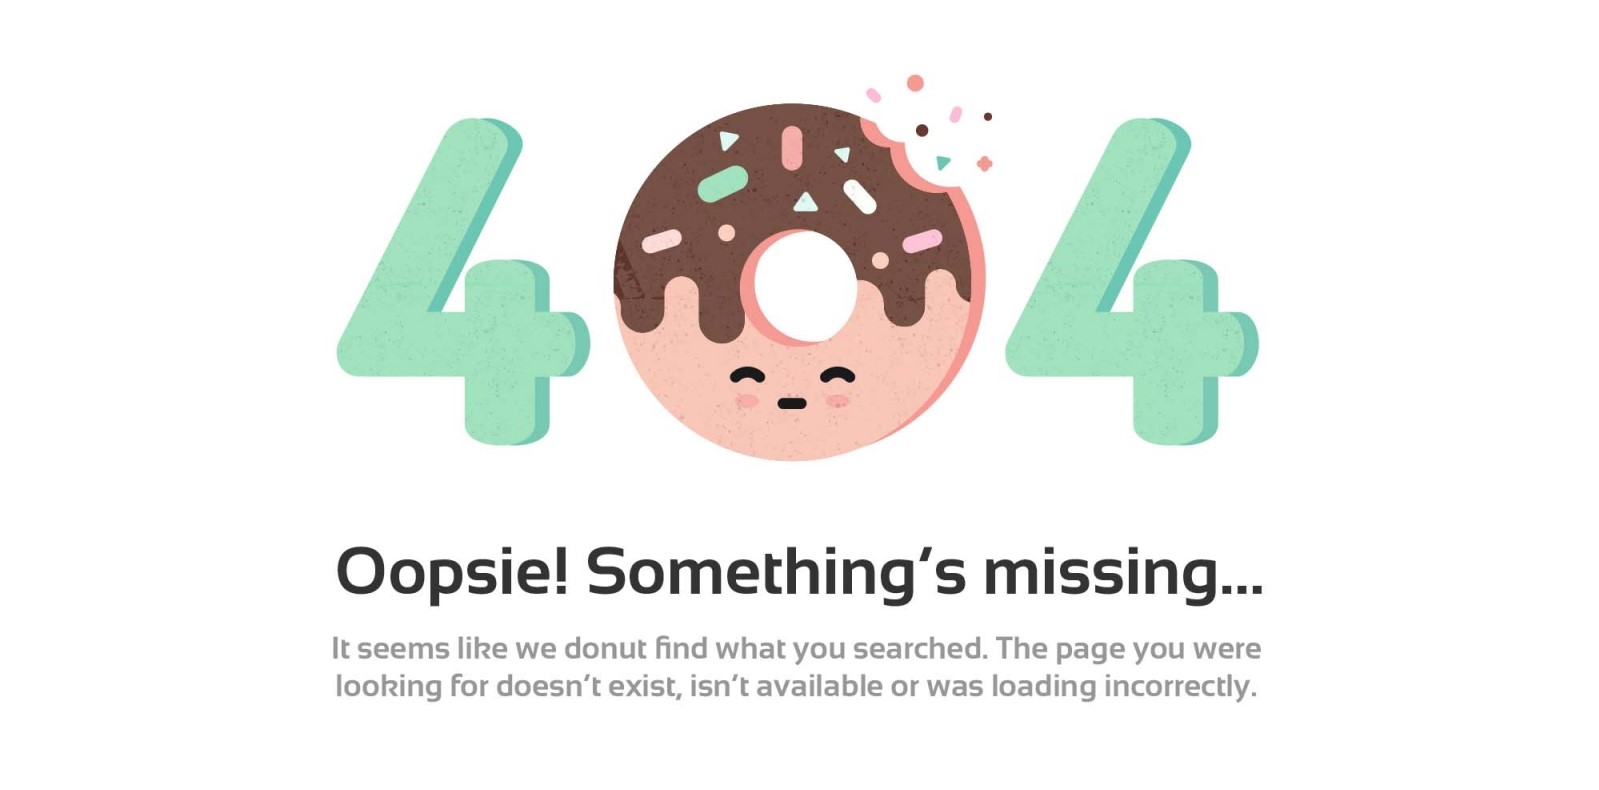 404
Oopsie! Something‘s missing...
It seems like we donut find what you searched. The page you were
looking for doesn‘t exist, isn‘t available or was loading incorrectly.